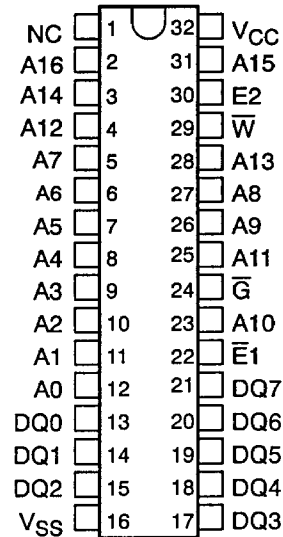 NC 1 32 VCC
A16 2 31 A15
A14 3 30 E2
A12 4 29 W̅
A7 5 28 A13
A6 6 27 A8
A5 7 26 A9
A4 8 25 A11
A3 9 24 G̅
A2 10 23 A10
A1 11 22 E̅1
A0 12 21 DQ7
DQ0 13 20 DQ6
DQ1 14 19 DQ5
DQ2 15 18 DQ4
VSS 16 17 DQ3